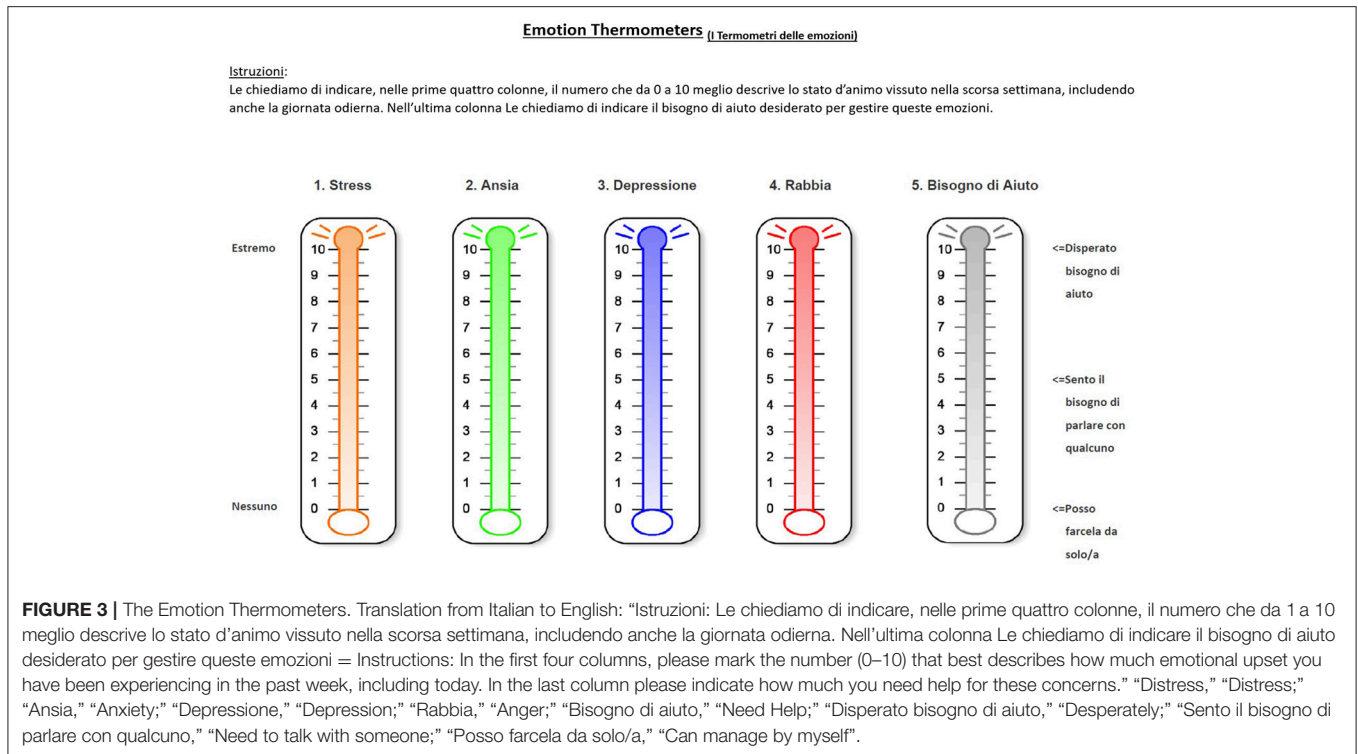 Emotion Thermometers (I Termometri delle emozioni)
Istruzioni:
Le chiediamo di indicare, nelle prime quattro colonne, il numero che da 0 a 10 meglio descrive lo stato d'animo vissuto nella scorsa settimana, includendo
anche la giornata odierna. Nell'ultima colonna Le chiediamo di indicare il bisogno di aiuto desiderato per gestire queste emozioni.
1. Stress 2. Ansia 3. Depressione 4. Rabbia 5. Bisogno di Aiuto
Estremo 10 10 10 10 10 <=Disperato
9 9 9 9 9 bisogno di
8 8 8 8 8 aiuto
7 7 7 7 7
6 6 6 6 6
5 5 5 5 5 <=Sento il
4 4 4 4 4 bisogno di
3 3 3 3 3 parlare con
2 2 2 2 2 qualcuno
1 1 1 1 1
Nessuno 0 0 0 0 0 <=Posso
farcela da
solo/a
FIGURE 3 | The Emotion Thermometers. Translation from Italian to English: “Istruzioni: Le chiediamo di indicare, nelle prime quattro colonne, il numero che da 1 a 10
meglio descrive lo stato d’animo vissuto nella scorsa settimana, includendo anche la giornata odierna. Nell’ultima colonna Le chiediamo di indicare il bisogno di aiuto
desiderato per gestire queste emozioni = Instructions: In the first four columns, please mark the number (0–10) that best describes how much emotional upset you
have been experiencing in the past week, including today. In the last column please indicate how much you need help for these concerns.” “Distress,” “Distress;”
“Ansia,” “Anxiety;” “Depressione,” “Depression;” “Rabbia,” “Anger;” “Bisogno di aiuto,” “Need Help;” “Disperato bisogno di aiuto,” “Desperately;” “Sento il bisogno di
parlare con qualcuno,” “Need to talk with someone;” “Posso farcela da solo/a,” “Can manage by myself”.